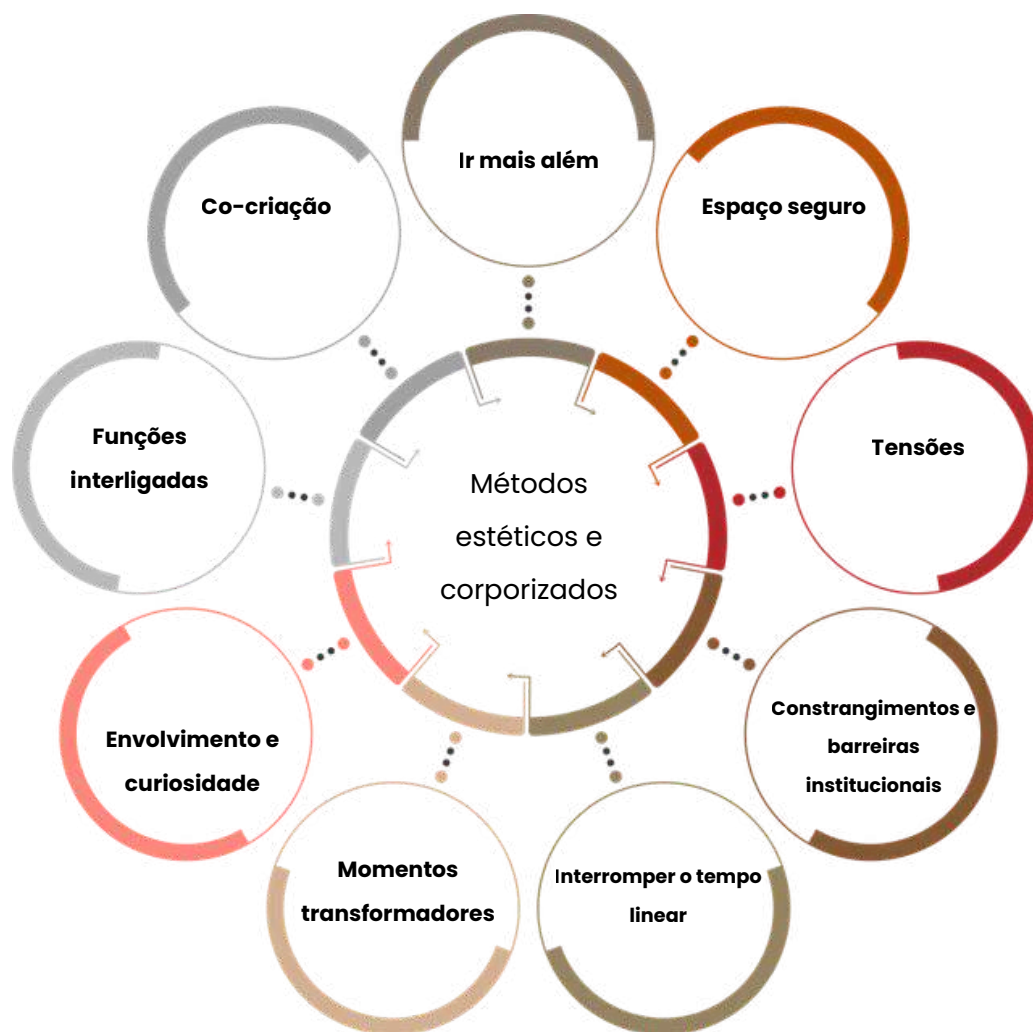 Ir mais além
Espaço seguro
Tensões
Constrangimentos e
barreiras
institucionais
Interromper o tempo
linear
Momentos
transformadores
Envolvimento e
curiosidade
Funções
interligadas
Co-criação
Métodos
estéticos e
corporizados